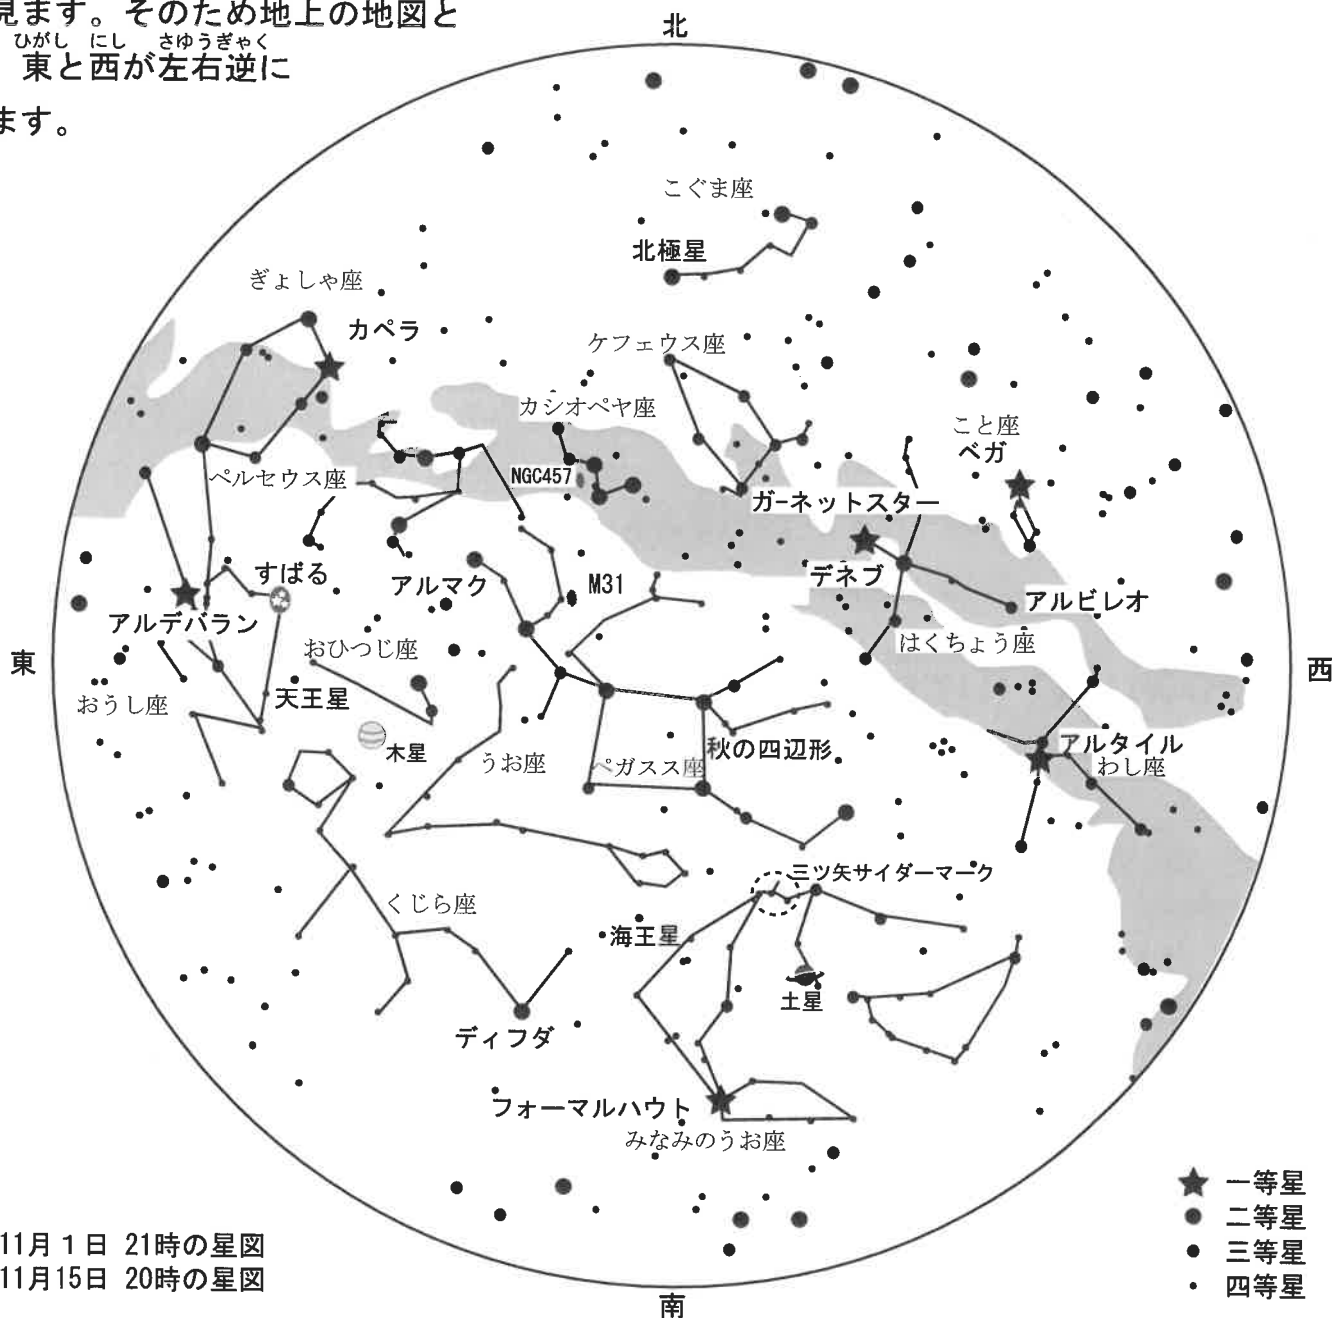 見ます。そのため地上の地図と
ひがし にし さゆうぎゃく
東と西が左右逆に
ます。
北
こぐま座
北極星
ぎょしゃ座
カペラ
ケフェウス座
カシオペヤ座
こと座
ベガ
ペルセウス座
NGC457
ガーネットスター
すばる
アルマク
M31
デネブ
アルビレオ
アルデバラン
おひつじ座
はくちょう座
東
西
おうし座
天王星
木星
うお座
ペガスス座
秋の四辺形
アルタイル
わし座
三ツ矢サイダーマーク
くじら座
海王星
土星
ディフダ
フォーマルハウト
みなみのうお座
一等星
二等星
三等星
四等星
11月1日 21時の星図
11月15日 20時の星図
南